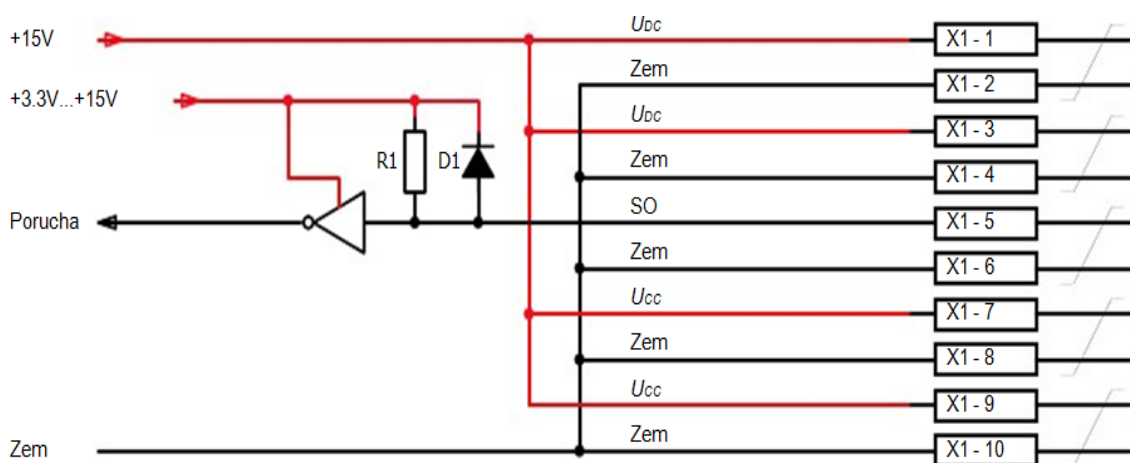 +15V
UDC
X1 - 1
Zem
X1 - 2
+3.3V...+15V
UDC
X1 - 3
R1
D1
Zem
X1 - 4
Porucha
SO
X1 - 5
Zem
X1 - 6
UCC
X1 - 7
Zem
X1 - 8
UCC
X1 - 9
Zem
Zem
X1 - 10